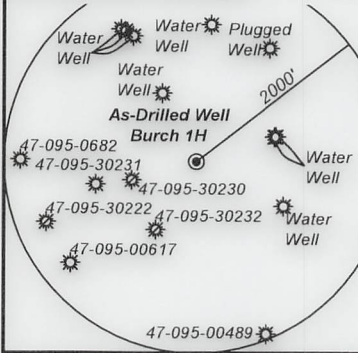 Water
Well
Water
Well
Plugged
Well
Water
Well
2000'
As-Drilled Well
Burch 1H
47-095-0682
47-095-30231
Water
Well
47-095-30230
47-095-30222
47-095-30232
Water
Well
47-095-00617
47-095-00489